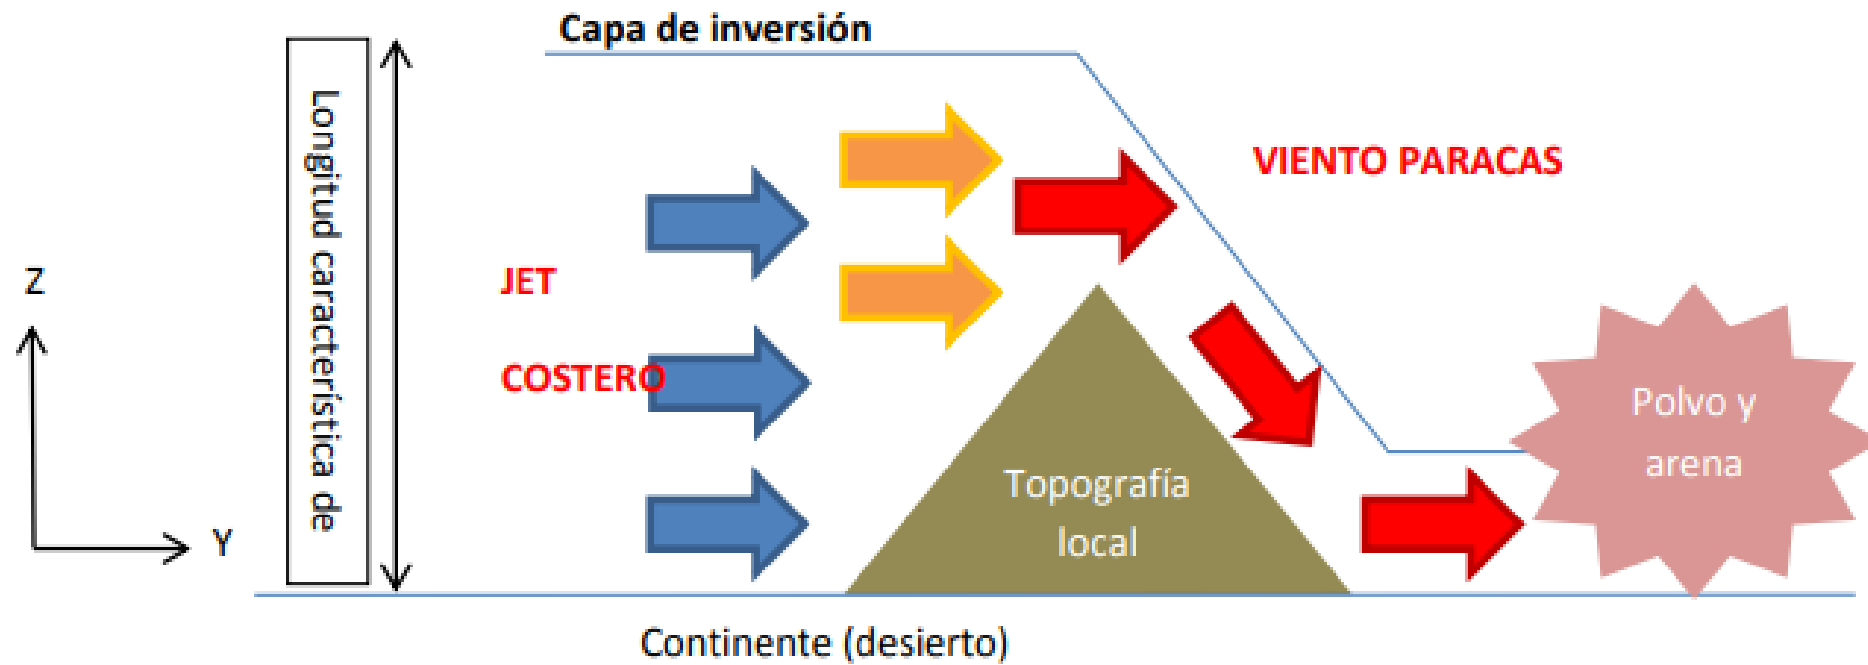 Capa de inversión
Longitud característica de
VIENTO PARACAS
Z
JET
COSTERO
Polvo y
arena
Topografía
local
Y
Continente (desierto)